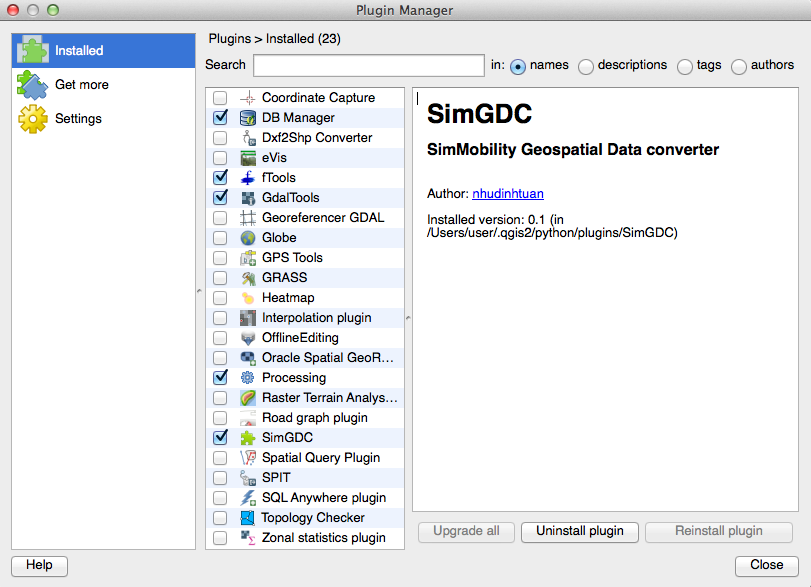 Plugin Manager
Installed
Get more
Settings
Plugins > Installed (23)
Search
in: names descriptions tags authors
Coordinate Capture
DB Manager
Dxf2Shp Converter
eVis
fTools
GdalTools
Georeferencer GDAL
Globe
GPS Tools
GRASS
Heatmap
Interpolation plugin
OfflineEditing
Oracle Spatial GeoR...
Processing
Raster Terrain Analys...
Road graph plugin
SimGDC
Spatial Query Plugin
SPIT
SQL Anywhere plugin
Topology Checker
Zonal statistics plugin
SimGDC
SimMobility Geospatial Data converter
Author: nhudinhtuan
Installed version: 0.1 (in
/Users/user/.qgis2/python/plugins/SimGDC)
Upgrade all
Uninstall plugin
Reinstall plugin
Help
Close